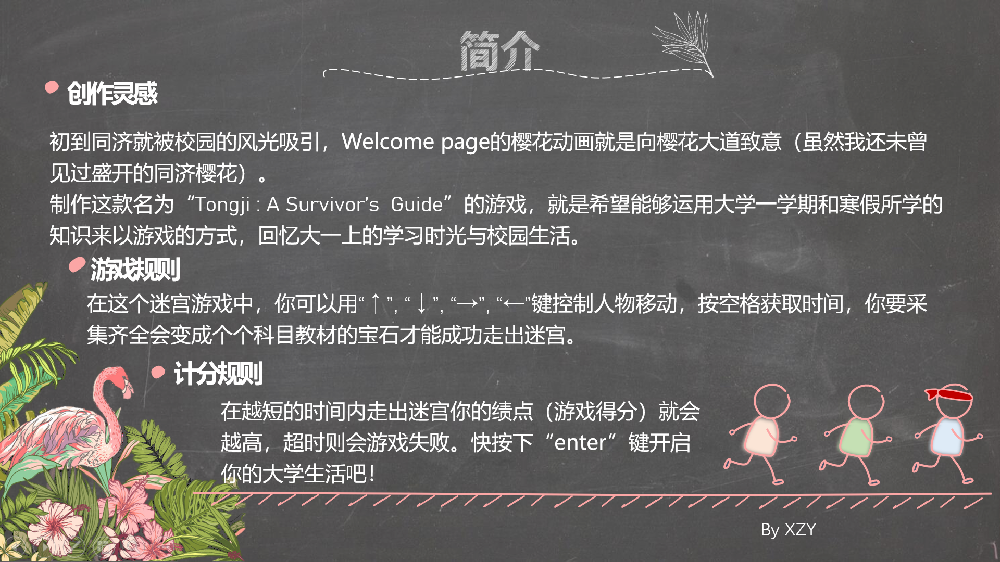 简介
创作灵感
初到同济就被校园的风光吸引，Welcome page的樱花动画就是向樱花大道致意（虽然我还未曾
见过盛开的同济樱花）。
制作这款名为“Tongji : A Survivor's Guide”的游戏，就是希望能够运用大学一学期和寒假所学的
知识来以游戏的方式，回忆大一上的学习时光与校园生活。
游戏规则
在这个迷宫游戏中，你可以用“↑”, “↓”, “→”, “←”键控制人物移动，按空格获取时间，你要采
集齐全会变成个个科目教材的宝石才能成功走出迷宫。
计分规则
在越短的时间内走出迷宫你的绩点（游戏得分）就会
越高，超时则会游戏失败。快按下“enter”键开启
你的大学生活吧！
By XZY